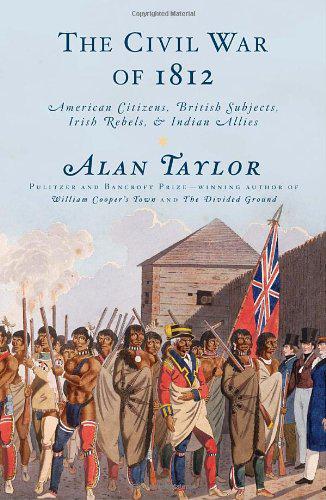 THE CIVIL WAR
OF 1812
American Citizens, British Subjects,
Irish Rebels, & Indian Allies
ALAN TAYLOR
PULITZER AND BANCROFT PRIZE–WINNING AUTHOR OF
William Cooper's Town AND The Divided Ground